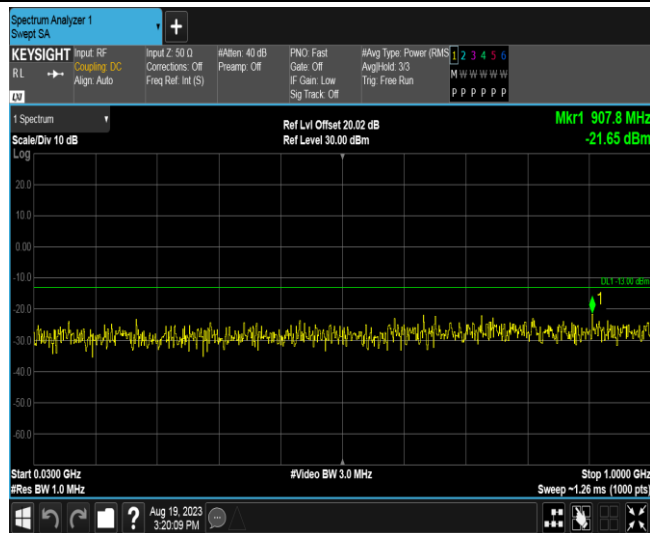 Spectrum Analyzer 1
Swept SA
+
KEYSIGHT
RL
Input: RF
Coupling: DC
Align: Auto
Input Z: 50 Ω
Corrections: Off
Freq Ref: Int (S)
#Atten: 40 dB
Preamp: Off
PNO: Fast
Gate: Off
IF Gain: Low
Sig Track: Off
#Avg Type: Power (RMS
Avg|Hold: 3/3
Trig: Free Run
1 2 3 4 5 6
M W W W W W
P P P P P P
1 Spectrum
Scale/Div 10 dB
Log
Ref Lvl Offset 20.02 dB
Ref Level 30.00 dBm
Mkr1 907.8 MHz
-21.65 dBm
20.0
10.0
0.00
-10.0
DL1 -13.00 dBm
1
-20.0
-30.0
-40.0
-50.0
-60.0
Start 0.0300 GHz
#Res BW 1.0 MHz
#Video BW 3.0 MHz
Stop 1.0000 GHz
Sweep ~1.26 ms (1000 pts)
?
Aug 19, 2023
3:20:09 PM